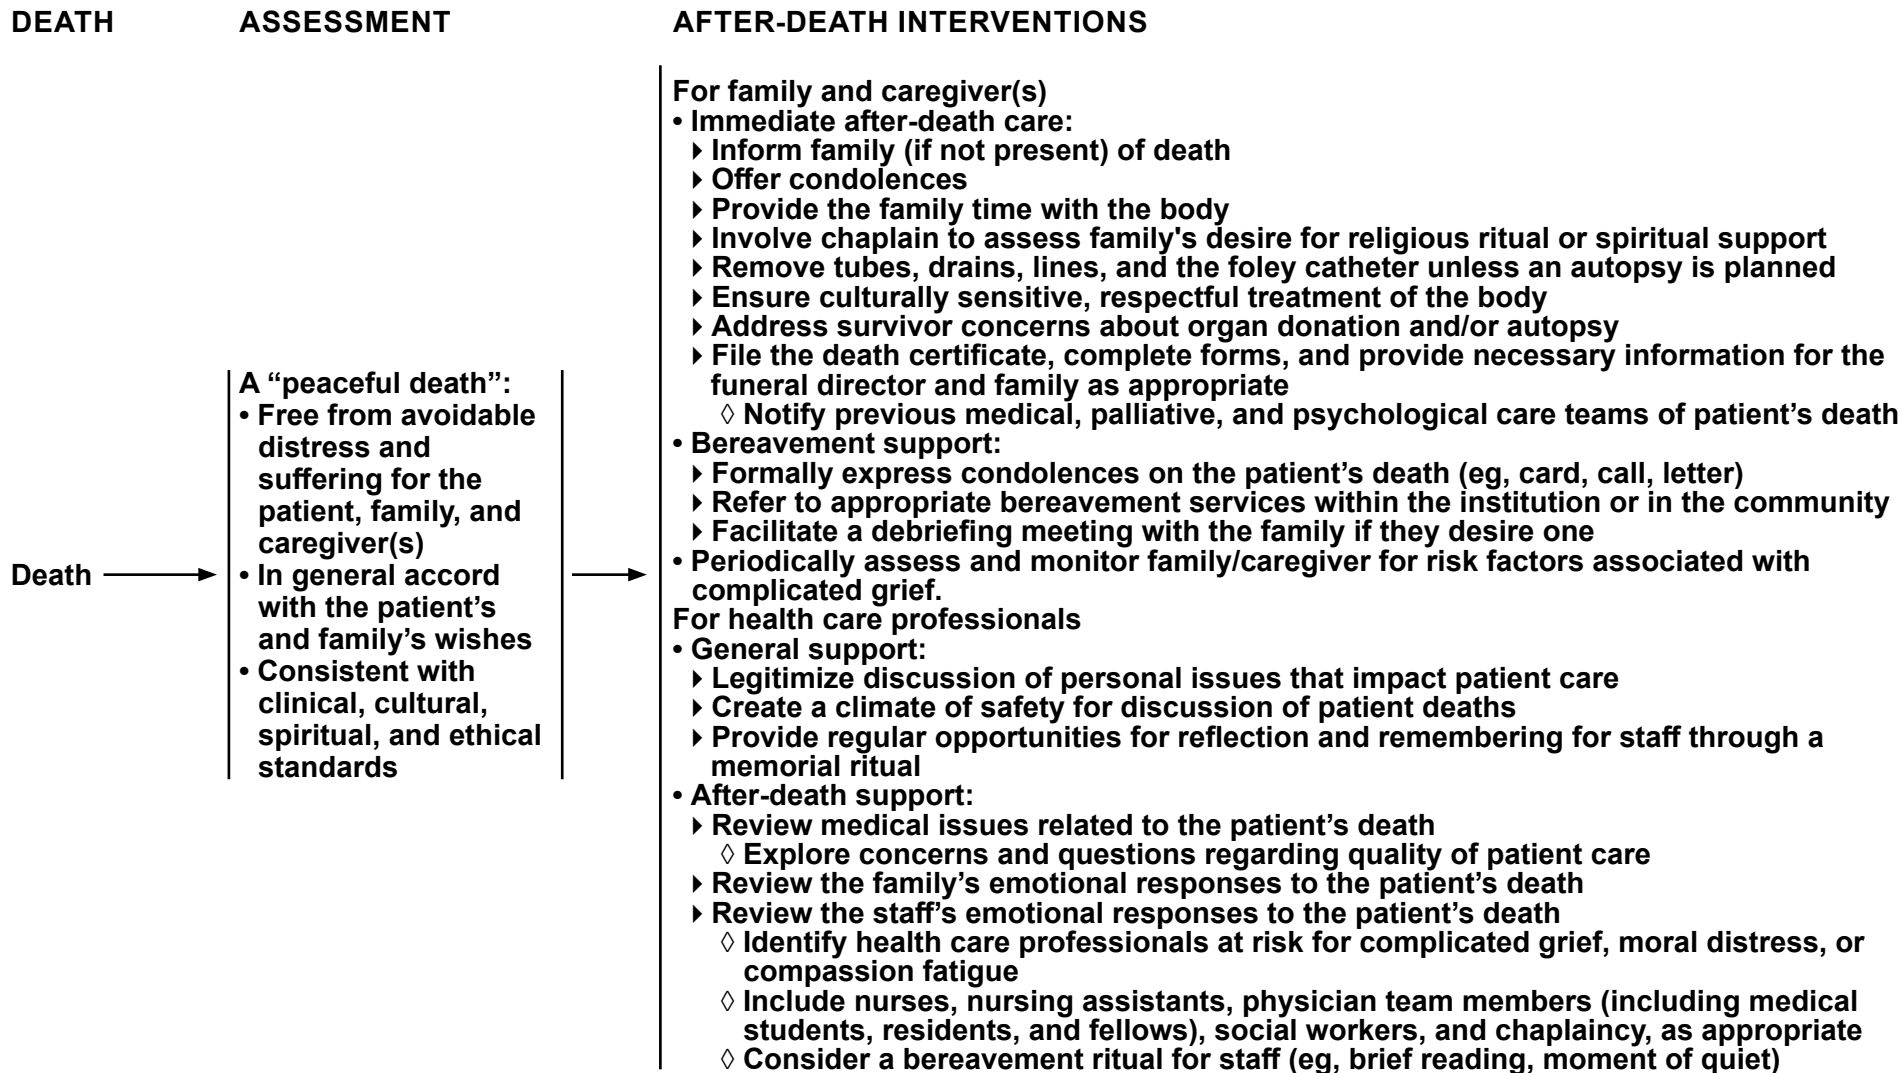 DEATH
ASSESSMENT
AFTER-DEATH INTERVENTIONS
Death
A “peaceful death”:
• Free from avoidable
distress and
suffering for the
patient, family, and
caregiver(s)
• In general accord
with the patient’s
and family’s wishes
• Consistent with
clinical, cultural,
spiritual, and ethical
standards
For family and caregiver(s)
• Immediate after-death care:
▸ Inform family (if not present) of death
▸ Offer condolences
▸ Provide the family time with the body
▸ Involve chaplain to assess family's desire for religious ritual or spiritual support
▸ Remove tubes, drains, lines, and the foley catheter unless an autopsy is planned
▸ Ensure culturally sensitive, respectful treatment of the body
▸ Address survivor concerns about organ donation and/or autopsy
▸ File the death certificate, complete forms, and provide necessary information for the
funeral director and family as appropriate
◊ Notify previous medical, palliative, and psychological care teams of patient’s death
• Bereavement support:
▸ Formally express condolences on the patient’s death (eg, card, call, letter)
▸ Refer to appropriate bereavement services within the institution or in the community
▸ Facilitate a debriefing meeting with the family if they desire one
• Periodically assess and monitor family/caregiver for risk factors associated with
complicated grief.
For health care professionals
• General support:
▸ Legitimize discussion of personal issues that impact patient care
▸ Create a climate of safety for discussion of patient deaths
▸ Provide regular opportunities for reflection and remembering for staff through a
memorial ritual
• After-death support:
▸ Review medical issues related to the patient’s death
◊ Explore concerns and questions regarding quality of patient care
▸ Review the family’s emotional responses to the patient’s death
▸ Review the staff’s emotional responses to the patient’s death
◊ Identify health care professionals at risk for complicated grief, moral distress, or
compassion fatigue
◊ Include nurses, nursing assistants, physician team members (including medical
students, residents, and fellows), social workers, and chaplaincy, as appropriate
◊ Consider a bereavement ritual for staff (eg, brief reading, moment of quiet)